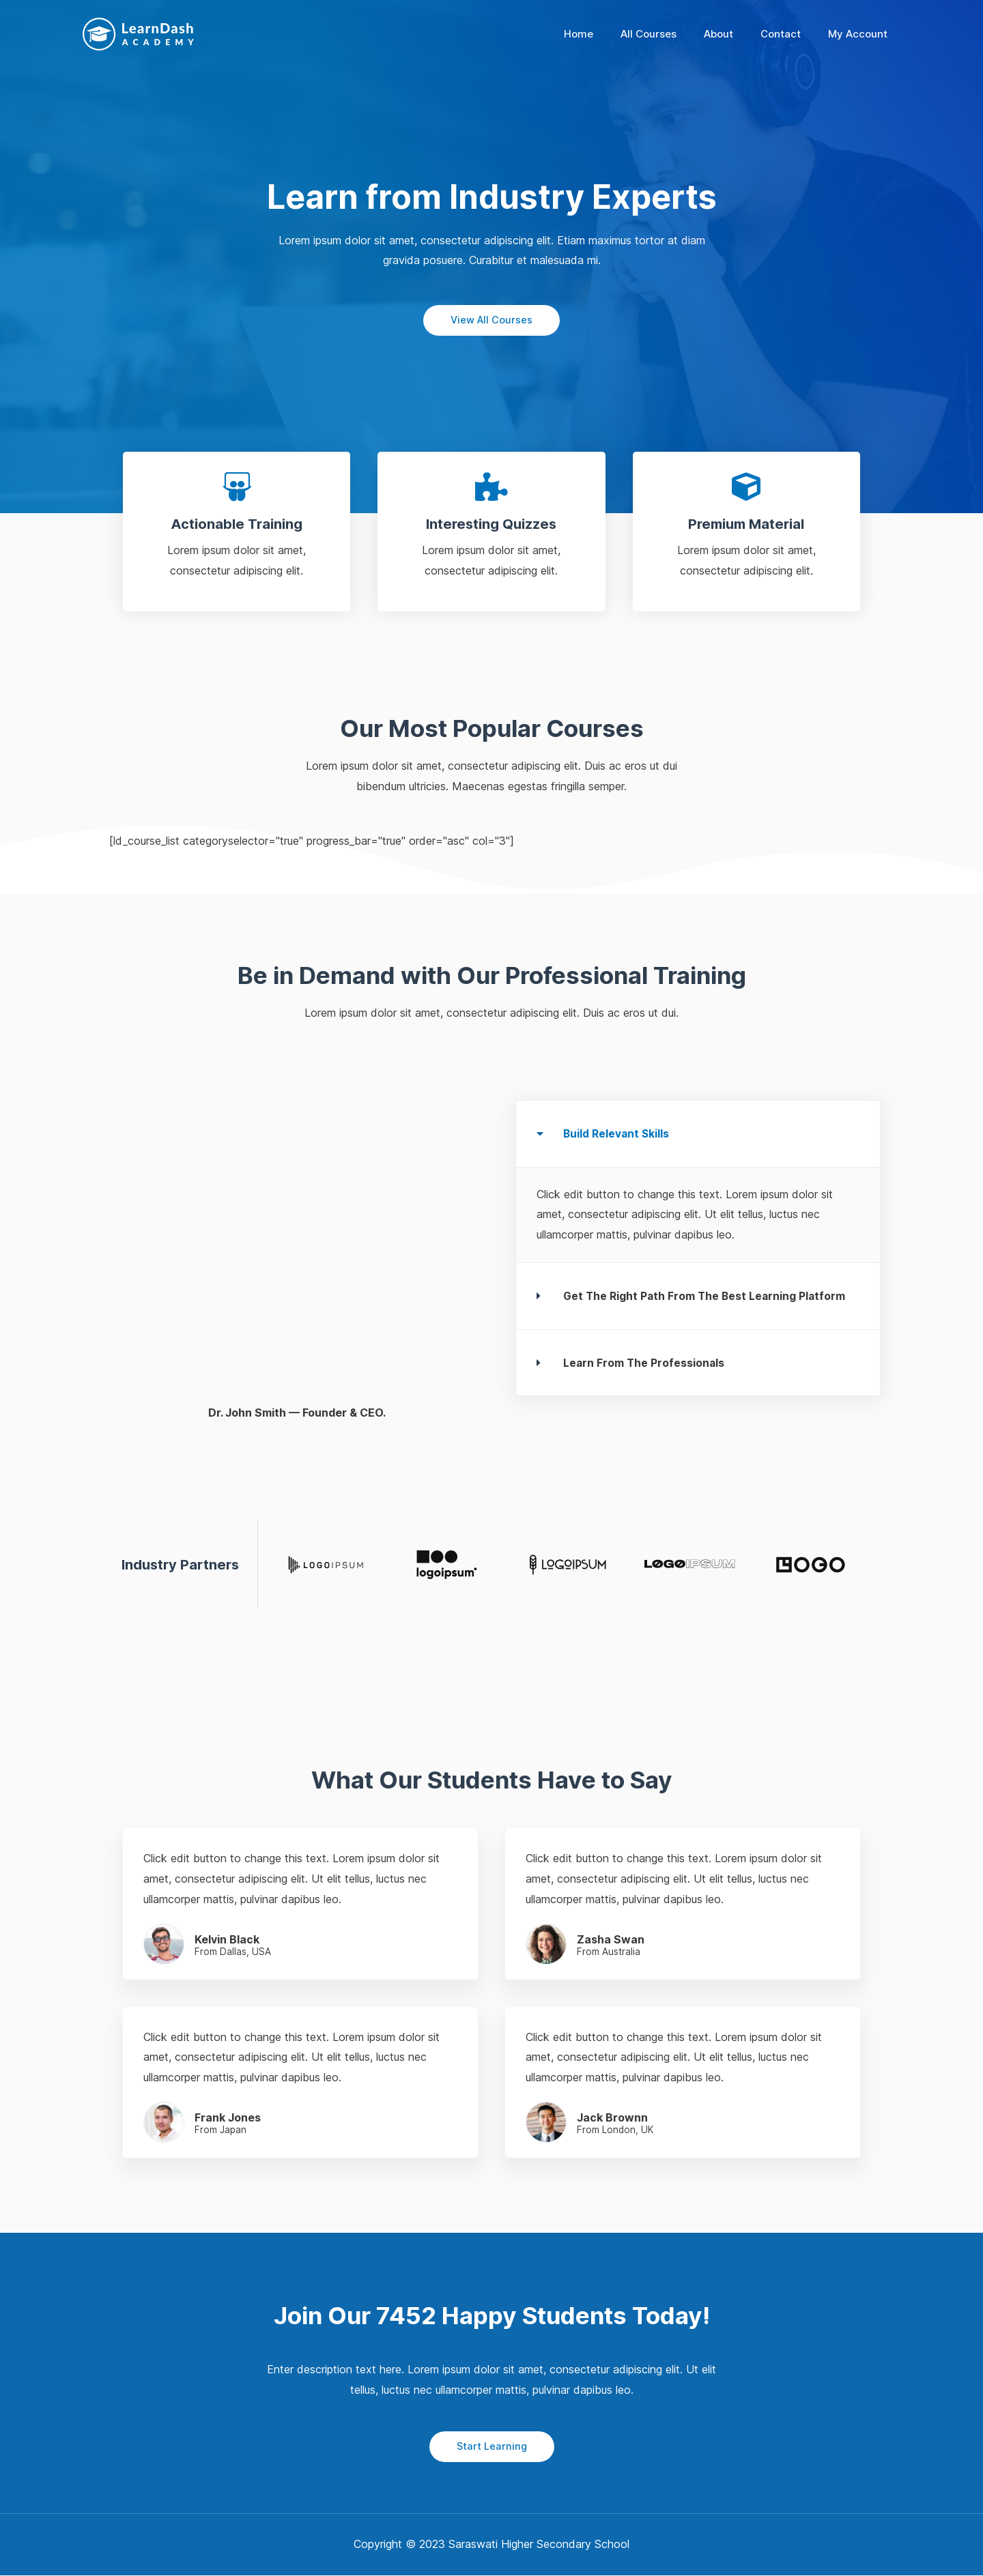 LearnDash
ACADEMY
Home
All Courses
About
Contact
My Account
Learn from Industry Experts
Lorem ipsum dolor sit amet, consectetur adipiscing elit. Etiam maximus tortor at diam
gravida posuere. Curabitur et malesuada mi.
View All Courses
Actionable Training
Lorem ipsum dolor sit amet,
consectetur adipiscing elit.
Interesting Quizzes
Lorem ipsum dolor sit amet,
consectetur adipiscing elit.
Premium Material
Lorem ipsum dolor sit amet,
consectetur adipiscing elit.
Our Most Popular Courses
Lorem ipsum dolor sit amet, consectetur adipiscing elit. Duis ac eros ut dui
bibendum ultricies. Maecenas egestas fringilla semper.
[ld_course_list categoryselector="true" progress_bar="true" order="asc" col="3"]
Be in Demand with Our Professional Training
Lorem ipsum dolor sit amet, consectetur adipiscing elit. Duis ac eros ut dui.
Build Relevant Skills
Click edit button to change this text. Lorem ipsum dolor sit
amet, consectetur adipiscing elit. Ut elit tellus, luctus nec
ullamcorper mattis, pulvinar dapibus leo.
Get The Right Path From The Best Learning Platform
Learn From The Professionals
Dr. John Smith — Founder & CEO.
Industry Partners
LOGOIPSUM
logoipsum
LOGOIPSUM
LOGOIPSUM
LOGO
What Our Students Have to Say
Click edit button to change this text. Lorem ipsum dolor sit
amet, consectetur adipiscing elit. Ut elit tellus, luctus nec
ullamcorper mattis, pulvinar dapibus leo.
Kelvin Black
From Dallas, USA
Click edit button to change this text. Lorem ipsum dolor sit
amet, consectetur adipiscing elit. Ut elit tellus, luctus nec
ullamcorper mattis, pulvinar dapibus leo.
Zasha Swan
From Australia
Click edit button to change this text. Lorem ipsum dolor sit
amet, consectetur adipiscing elit. Ut elit tellus, luctus nec
ullamcorper mattis, pulvinar dapibus leo.
Frank Jones
From Japan
Click edit button to change this text. Lorem ipsum dolor sit
amet, consectetur adipiscing elit. Ut elit tellus, luctus nec
ullamcorper mattis, pulvinar dapibus leo.
Jack Brownn
From London, UK
Join Our 7452 Happy Students Today!
Enter description text here. Lorem ipsum dolor sit amet, consectetur adipiscing elit. Ut elit
tellus, luctus nec ullamcorper mattis, pulvinar dapibus leo.
Start Learning
Copyright © 2023 Saraswati Higher Secondary School